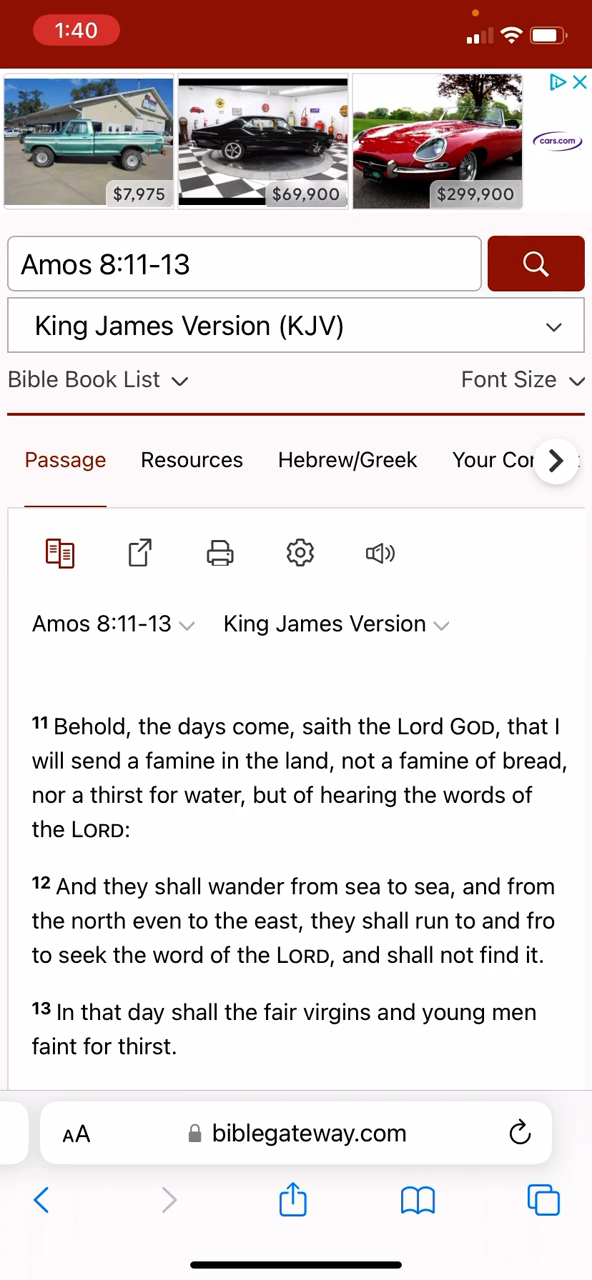 1:40
$7,975
$69,900
$299,900
cars.com
Amos 8:11-13
King James Version (KJV)
Bible Book List
Font Size
Passage Resources Hebrew/Greek Your Con
Amos 8:11-13 King James Version
11 Behold, the days come, saith the Lord GOD, that I
will send a famine in the land, not a famine of bread,
nor a thirst for water, but of hearing the words of
the LORD:
12 And they shall wander from sea to sea, and from
the north even to the east, they shall run to and fro
to seek the word of the LORD, and shall not find it.
13 In that day shall the fair virgins and young men
faint for thirst.
AA biblegateway.com